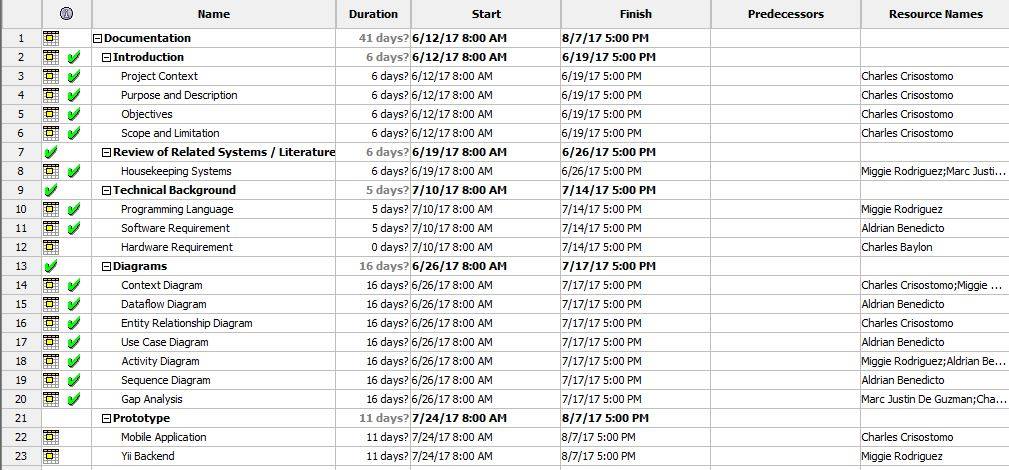 Name Duration Start Finish Predecessors Resource Names
1 Documentation 41 days? 6/12/17 8:00 AM 8/7/17 5:00 PM
2 Introduction 6 days? 6/12/17 8:00 AM 6/19/17 5:00 PM
3 Project Context 6 days? 6/12/17 8:00 AM 6/19/17 5:00 PM Charles Crisostomo
4 Purpose and Description 6 days? 6/12/17 8:00 AM 6/19/17 5:00 PM Charles Crisostomo
5 Objectives 6 days? 6/12/17 8:00 AM 6/19/17 5:00 PM Charles Crisostomo
6 Scope and Limitation 6 days? 6/12/17 8:00 AM 6/19/17 5:00 PM Charles Crisostomo
7 Review of Related Systems / Literature 6 days? 6/19/17 8:00 AM 6/26/17 5:00 PM
8 Housekeeping Systems 6 days? 6/19/17 8:00 AM 6/26/17 5:00 PM Miggie Rodriguez;Marc Justi...
9 Technical Background 5 days? 7/10/17 8:00 AM 7/14/17 5:00 PM
10 Programming Language 5 days? 7/10/17 8:00 AM 7/14/17 5:00 PM Miggie Rodriguez
11 Software Requirement 5 days? 7/10/17 8:00 AM 7/14/17 5:00 PM Aldrian Benedicto
12 Hardware Requirement 0 days? 7/10/17 8:00 AM 7/14/17 5:00 PM Charles Baylon
13 Diagrams 16 days? 6/26/17 8:00 AM 7/17/17 5:00 PM
14 Context Diagram 16 days? 6/26/17 8:00 AM 7/17/17 5:00 PM Charles Crisostomo;Miggie ...
15 Dataflow Diagram 16 days? 6/26/17 8:00 AM 7/17/17 5:00 PM Aldrian Benedicto
16 Entity Relationship Diagram 16 days? 6/26/17 8:00 AM 7/17/17 5:00 PM Charles Crisostomo
17 Use Case Diagram 16 days? 6/26/17 8:00 AM 7/17/17 5:00 PM Aldrian Benedicto
18 Activity Diagram 16 days? 6/26/17 8:00 AM 7/17/17 5:00 PM Miggie Rodriguez;Aldrian Be...
19 Sequence Diagram 16 days? 6/26/17 8:00 AM 7/17/17 5:00 PM Aldrian Benedicto
20 Gap Analysis 16 days? 6/26/17 8:00 AM 7/17/17 5:00 PM Marc Justin De Guzman;Cha...
21 Prototype 11 days? 7/24/17 8:00 AM 8/7/17 5:00 PM
22 Mobile Application 11 days? 7/24/17 8:00 AM 8/7/17 5:00 PM Charles Crisostomo
23 Yii Backend 11 days? 7/24/17 8:00 AM 8/7/17 5:00 PM Miggie Rodriguez